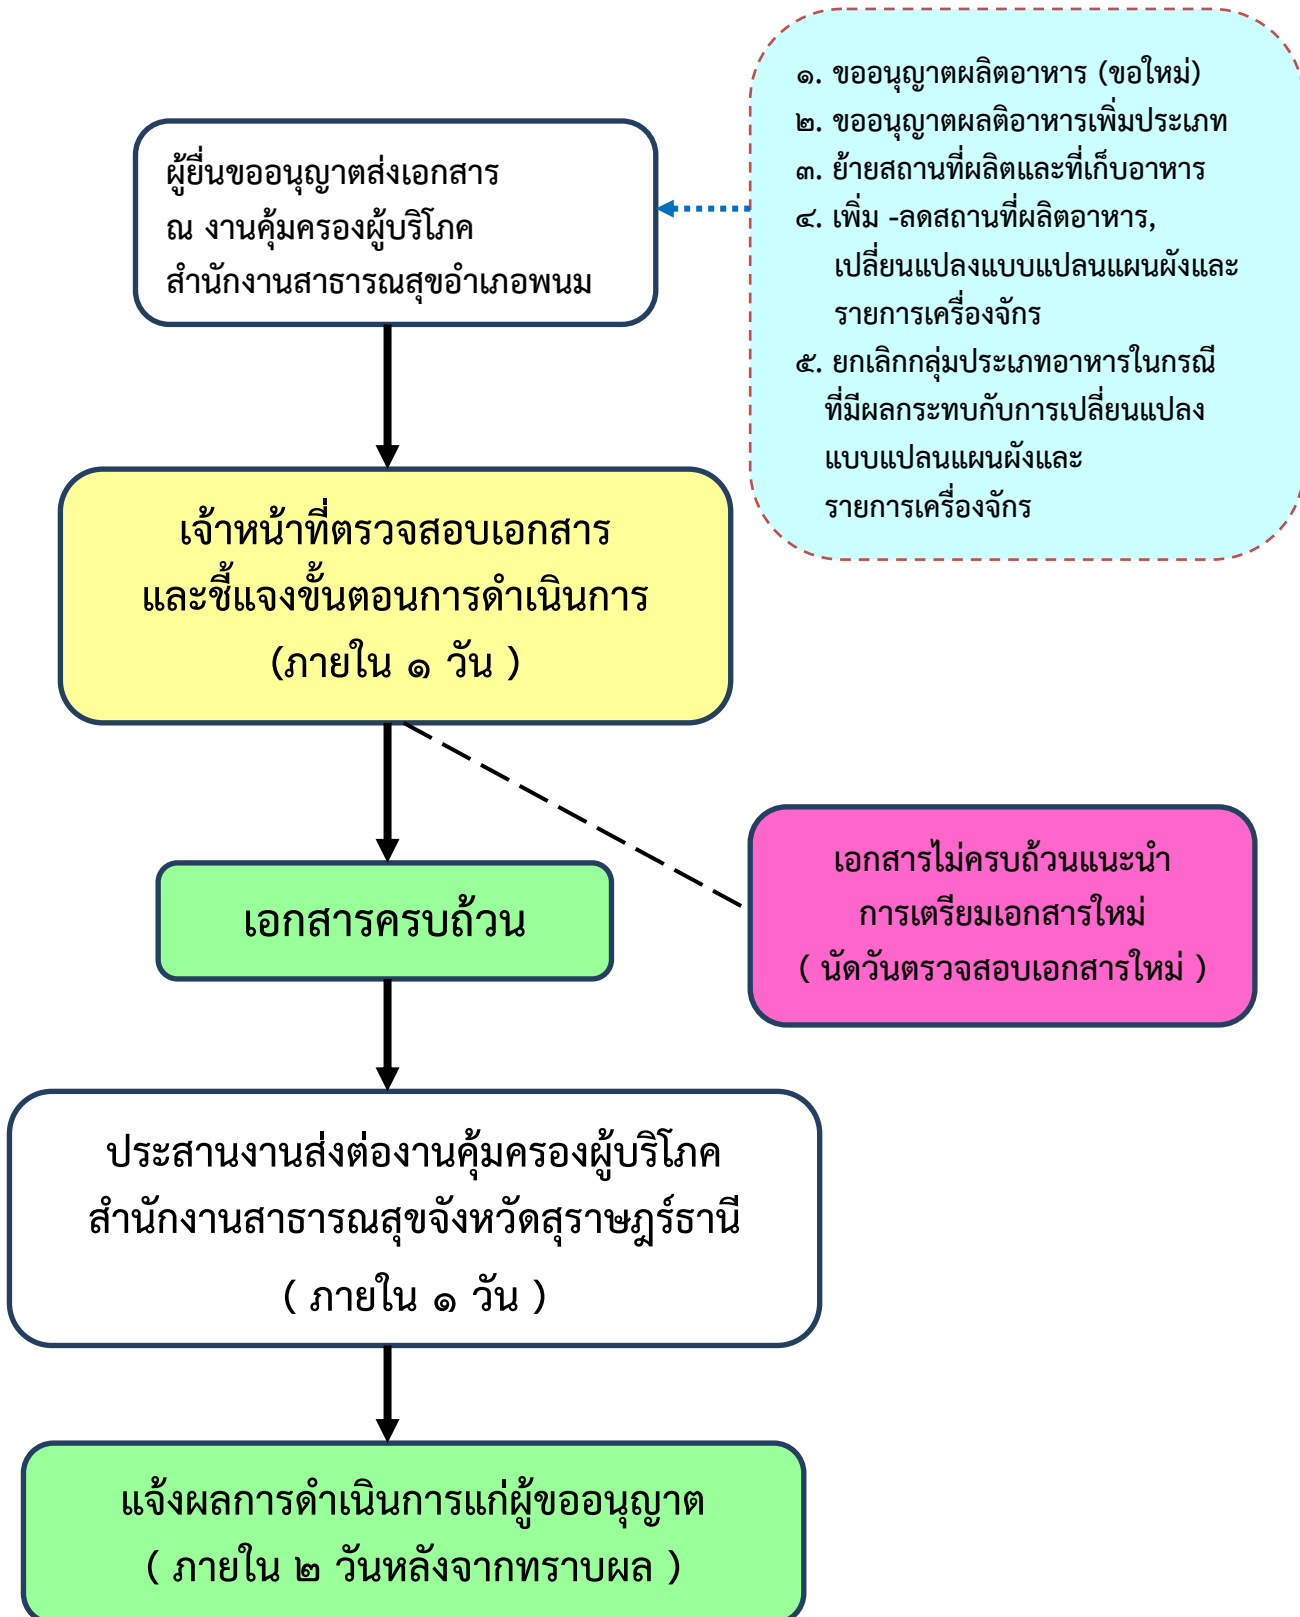 ๑. ขออนุญาตผลิตอาหาร (ขอใหม่)
๒. ขออนุญาตผลติอาหารเพิ่มประเภท
๓. ย้ายสถานที่ผลิตและที่เก็บอาหาร
๔. เพิ่ม -ลดสถานที่ผลิตอาหาร,
เปลี่ยนแปลงแบบแปลนแผนผังและ
รายการเครื่องจักร
๕. ยกเลิกกลุ่มประเภทอาหารในกรณี
ที่มีผลกระทบกับการเปลี่ยนแปลง
แบบแปลนแผนผังและ
รายการเครื่องจักร
ผู้ยื่นขออนุญาตส่งเอกสาร
ณ งานคุ้มครองผู้บริโภค
สำนักงานสาธารณสุขอำเภอพนม
เจ้าหน้าที่ตรวจสอบเอกสาร
และชี้แจงขั้นตอนการดำเนินการ
(ภายใน ๑ วัน )
เอกสารครบถ้วน
เอกสารไม่ครบถ้วนแนะนำ
การเตรียมเอกสารใหม่
( นัดวันตรวจสอบเอกสารใหม่ )
ประสานงานส่งต่องานคุ้มครองผู้บริโภค
สำนักงานสาธารณสุขจังหวัดสุราษฎร์ธานี
( ภายใน ๑ วัน )
แจ้งผลการดำเนินการแก่ผู้ขออนุญาต
( ภายใน ๒ วันหลังจากทราบผล )